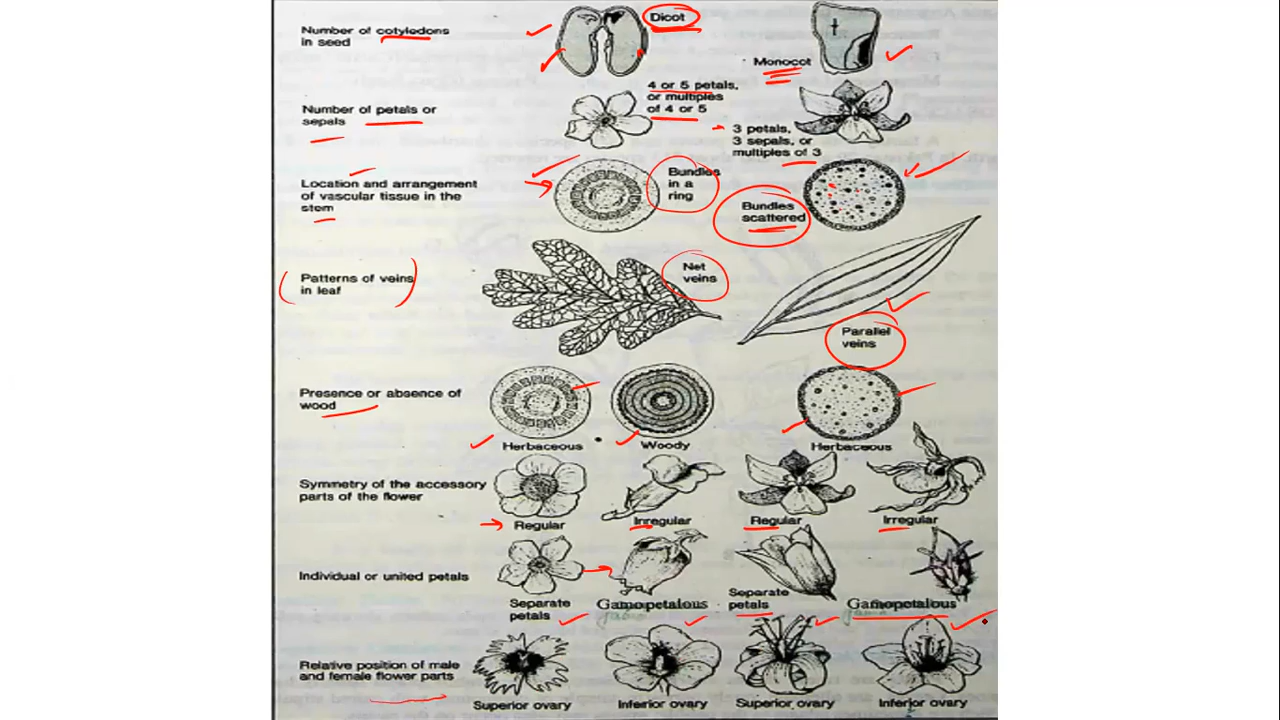 Number of cotyledons
in seed
Dicot
Monocot
Number of petals or
sepals
4 or 5 petals,
or multiples
of 4 or 5
3 petals,
3 sepals, or
multiples of 3
Location and arrangement
of vascular tissue in the
stem
Bundles
in a
ring
Bundles
scattered
Patterns of veins
in leaf
Net
veins
Parallel
veins
Presence or absence of
wood
Herbaceous
Woody
Herbaceous
Symmetry of the accessory
parts of the flower
Regular
Irregular
Regular
Irregular
Individual or united petals
Separate
petals
Gamopetalous
Separate
petals
Gamopetalous
Relative position of male
and female flower parts
Superior ovary
Inferior ovary
Superior ovary
Inferior ovary